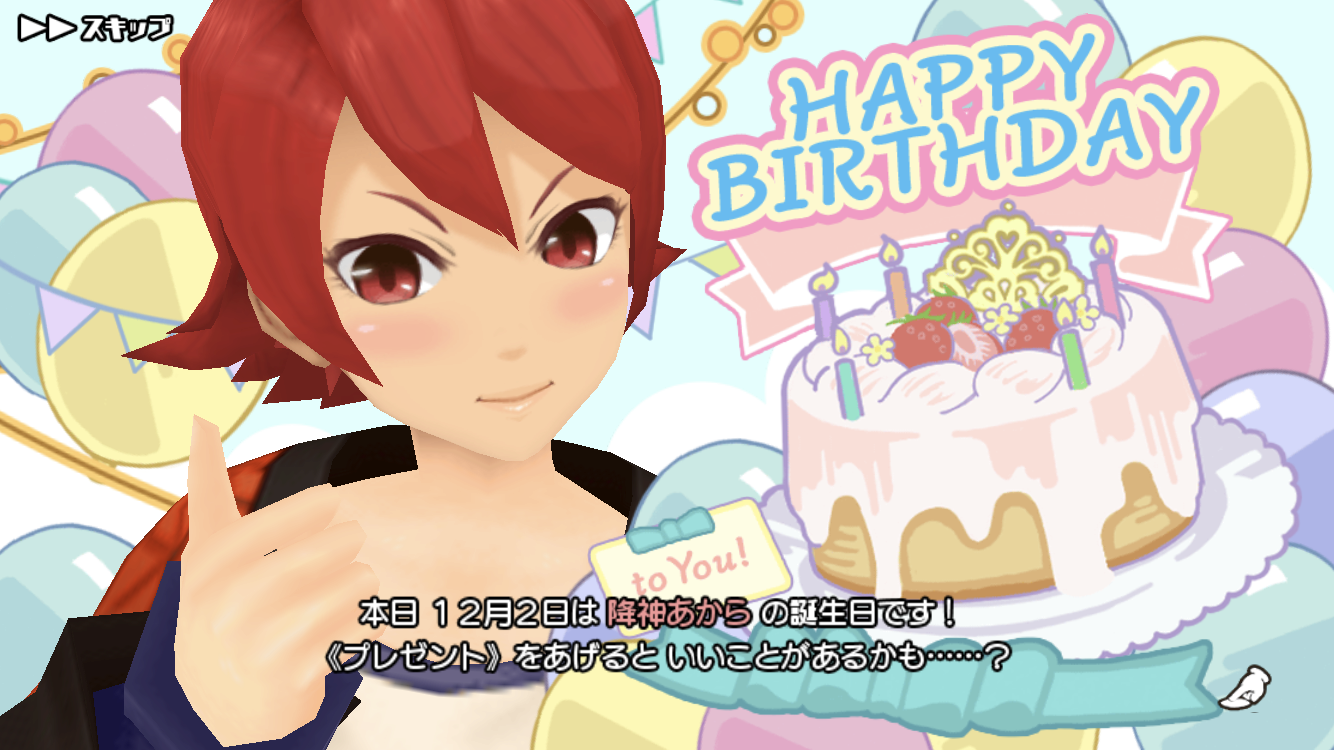 スキップ
HAPPY
BIRTHDAY
to You!
本日 12月2日は 降神あから の誕生日です！
《プレゼント》をあげると いいことがあるかも……？